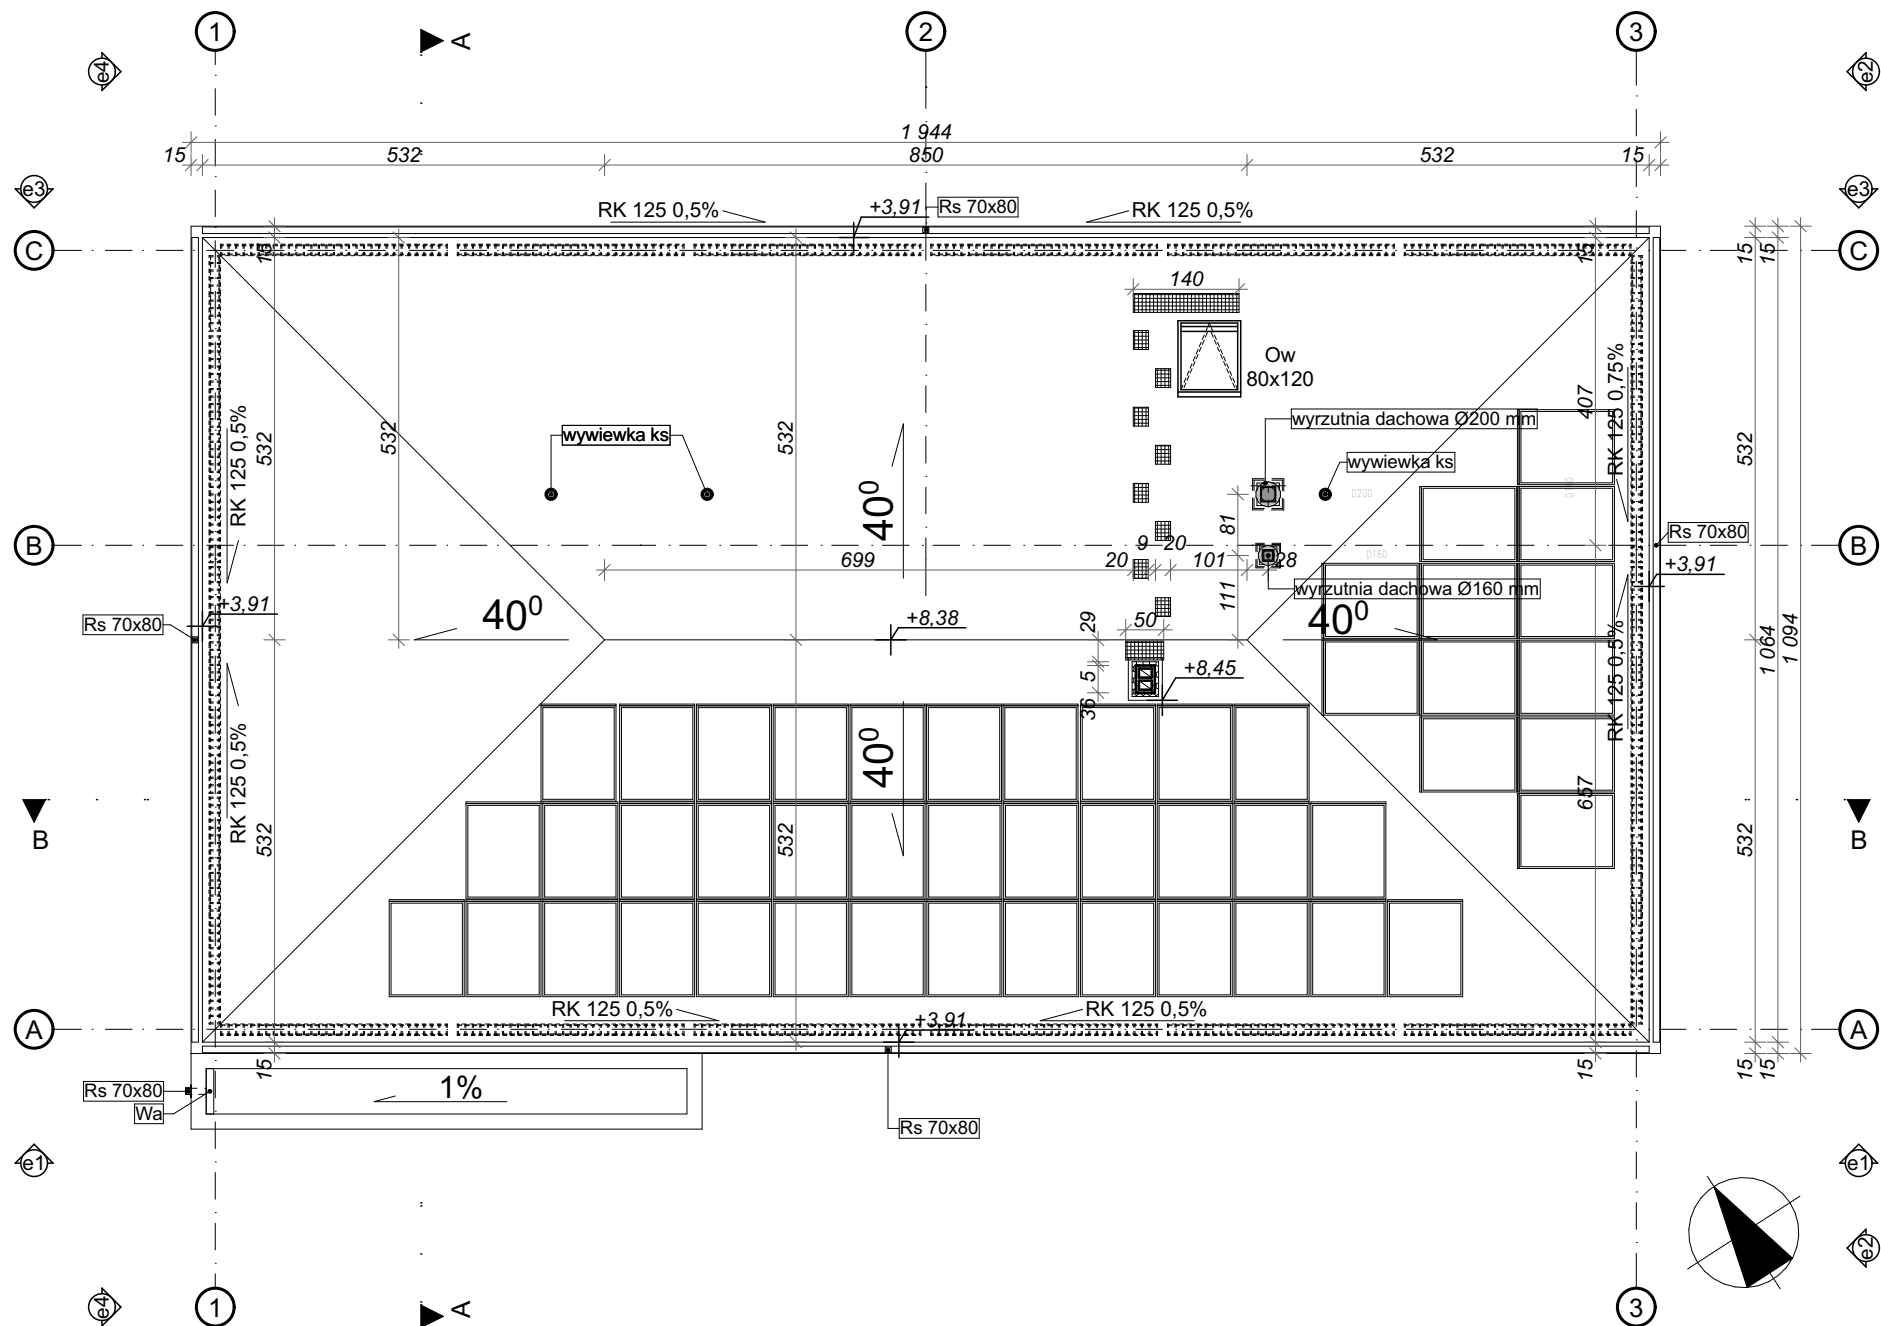 1
A
2
3
e4
e2
1 944
15
532
850
532
15
e3
e3
RK 125 0,5%
+3,91
Rs 70x80
RK 125 0,5%
C
15
15
15
15
C
140
Ow
80x120
407
RK 125 0,75%
RK 125 0,5%
532
532
532
532
wywiewka ks
wyrzutnia dachowa Ø200 mm
wywiewka ks
D200
40⁰
81
B
9
20
Rs 70x80
B
699
20
101
28
D160
+3,91
wyrzutnia dachowa Ø160 mm
111
+3,91
Rs 70x80
40⁰
+8,38
29
50
40⁰
1 064
1 094
5
+8,45
36
RK 125 0,5%
RK 125 0,5%
40⁰
657
B
532
532
532
B
RK 125 0,5%
RK 125 0,5%
A
+3,91
A
15
15
15
15
Rs 70x80
1%
Wa
Rs 70x80
e1
e1
e2
e4
1
A
3